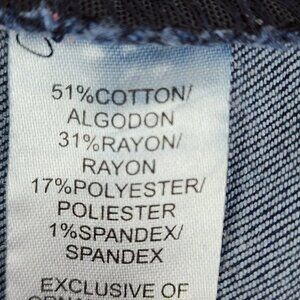 51%COTTON/
ALGODON
31%RAYON/
RAYON
17%POLYESTER/
POLIESTER
1%SPANDEX/
SPANDEX
EXCLUSIVE OF